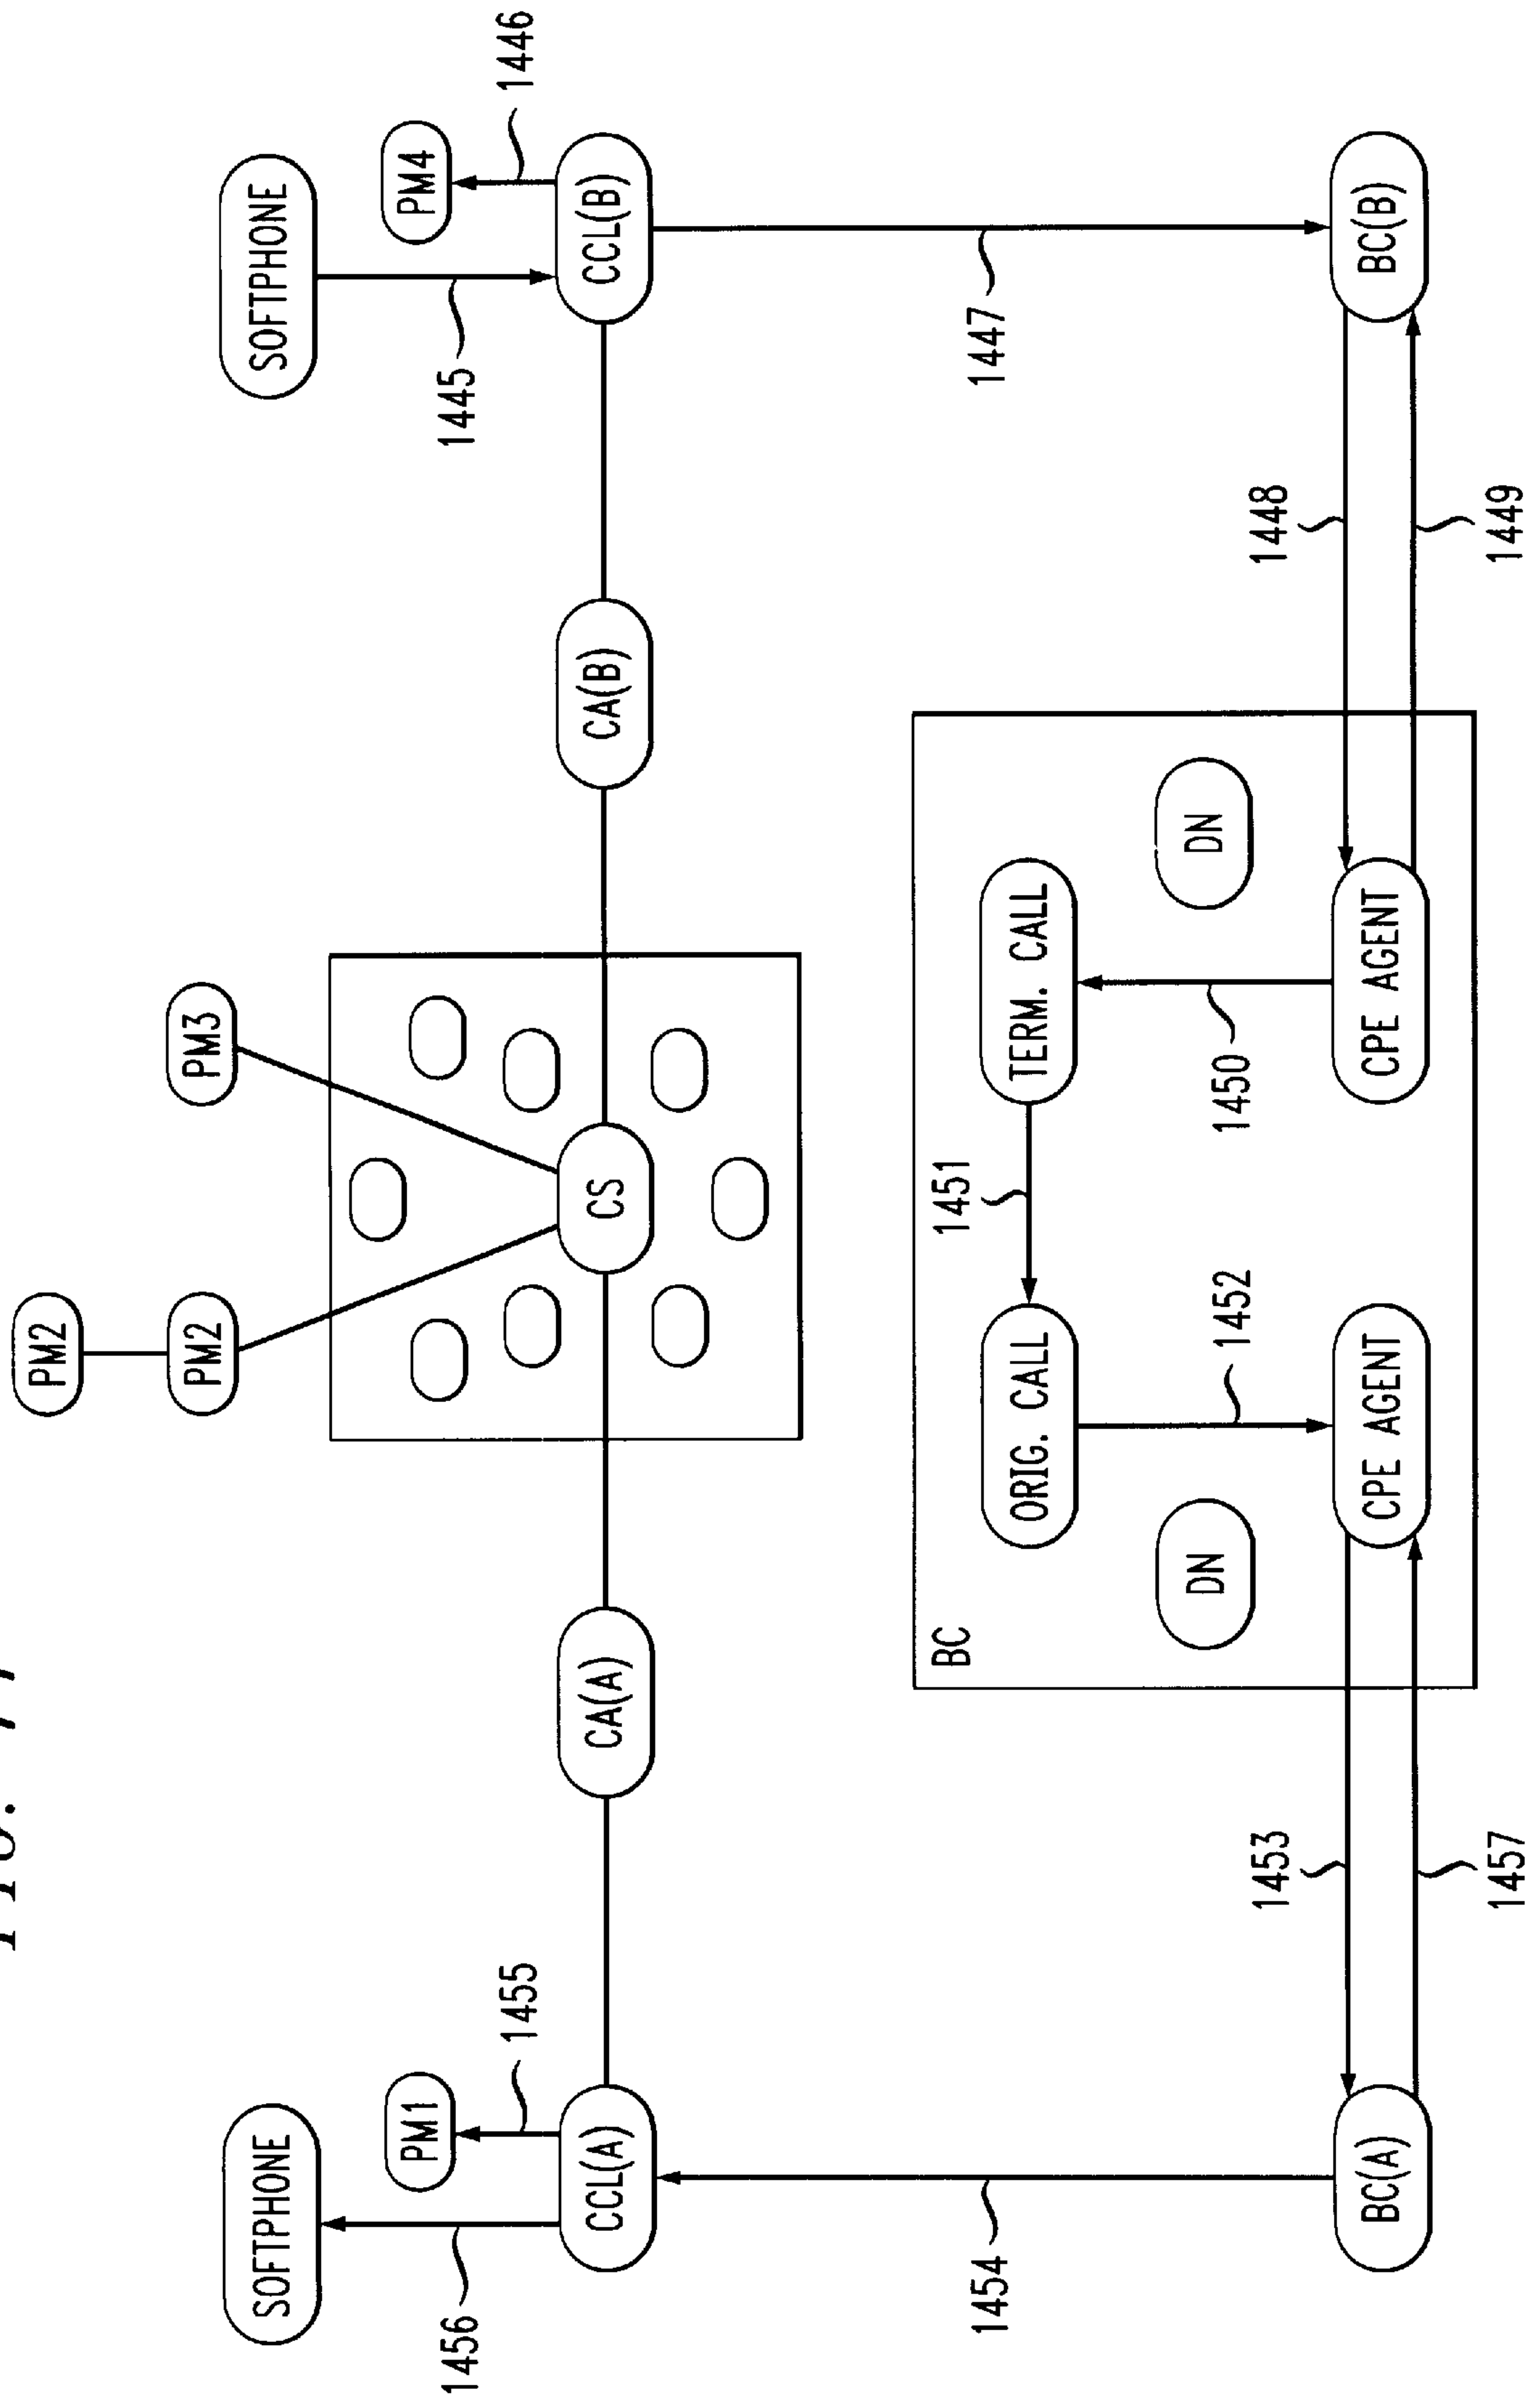 PM2
PM2
PM3
SOFTPHONE
SOFTPHONE
1456
PM1
1455
1445
PM4
1446
CCL(A)
CA(A)
CS
CA(B)
CCL(B)
1454
1447
BC
ORIG. CALL
1451
TERM. CALL
DN
1452
1450
DN
1453
1448
BC(A)
CPE AGENT
CPE AGENT
BC(B)
1457
1449